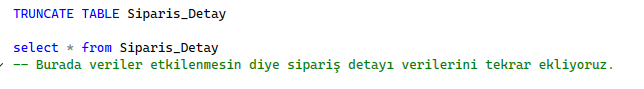 TRUNCATE TABLE Siparis_Detay
select * from Siparis_Detay
-- Burada veriler etkilenmesin diye sipariş detayı verilerini tekrar ekliyoruz.